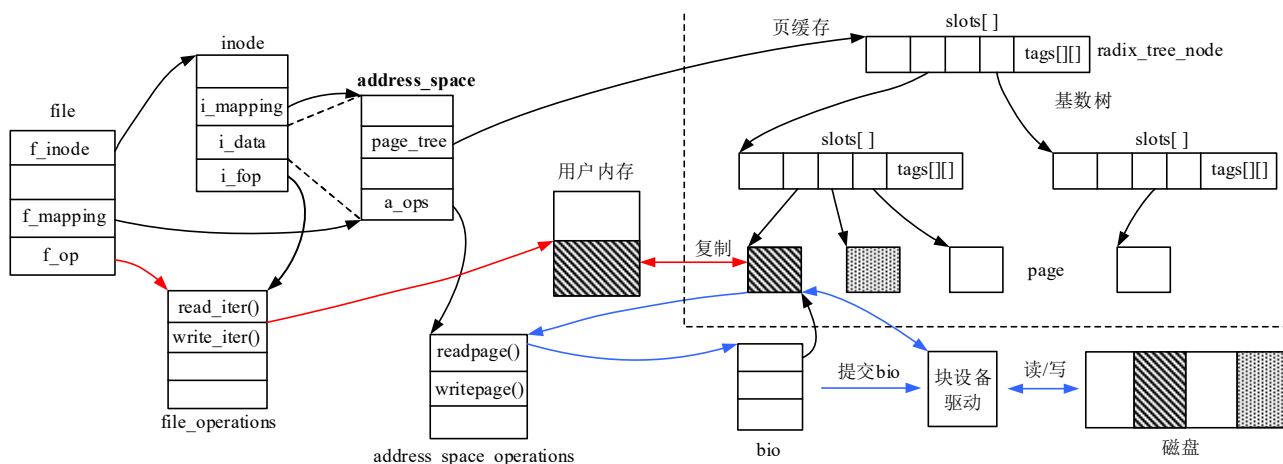 slots[ ]
页缓存
tags[][]
radix_tree_node
inode
address_space
基数树
file
i_mapping
f_inode
i_data
page_tree
slots[ ]
slots[ ]
tags[][]
tags[][]
用户内存
i_fop
f_mapping
a_ops
f_op
复制
page
read_iter()
write_iter()
readpage()
writepage()
提交bio
块设备
驱动
读/写
file_operations
address_space_operations
bio
磁盘